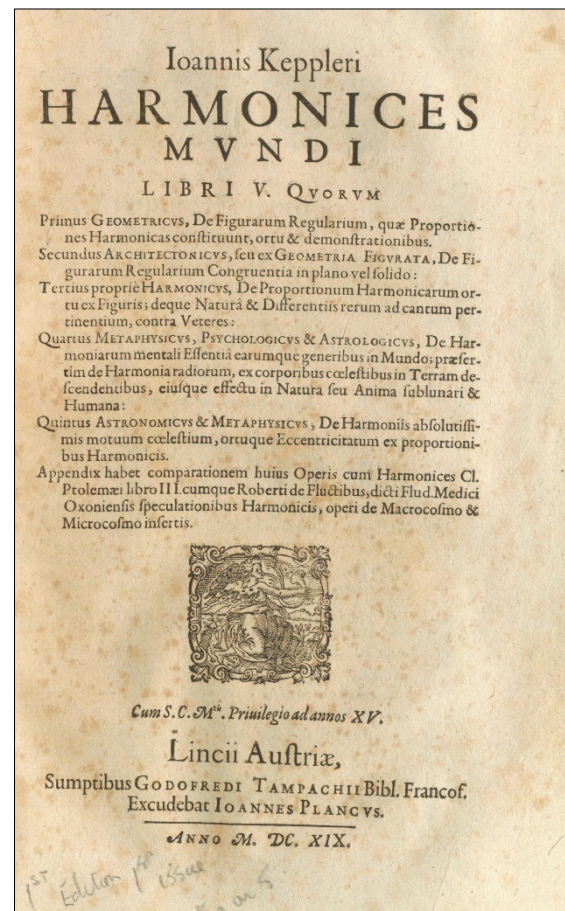 Ioannis Keppleri
HARMONICES
MVNDI
LIBRI V. QVORVM
Primus GEOMETRICVS, De Figurarum Regularium, quæ Proportio-
nes Harmonicas conſtituunt, ortu & demonſtrationibus.
Secundus ARCHITECTONICVS, ſeu ex GEOMETRIA FIGVRATA, De Fi-
gurarum Regularium Congruentia in plano vel ſolido:
Tertius propriè HARMONICVS, De Proportionum Harmonicarum or-
tu ex Figuris; deque Naturâ & Differentiis rerum ad cantum per-
tinentium, contra Veteres:
Quartus METAPHYSICVS, PSYCHOLOGICVS & ASTROLOGICVS, De Har-
moniarum mentali Eſſentiâ earumque generibus in Mundo; præſer-
tim de Harmonia radiorum, ex corporibus cœleſtibus in Terram de-
ſcendentibus, eiuſque effectu in Natura ſeu Anima ſublunari &
Humana:
Quintus ASTRONOMICVS & METAPHYSICVS, De Harmoniis abſolutiſſi-
mis motuum cœleſtium, ortuque Eccentricitatum ex proportioni-
bus Harmonicis.
Appendix habet comparationem huius Operis cum Harmonices Cl.
Ptolemæi libro III. cumque Roberti de Fluctibus, dicti Flud. Medici
Oxonienſis ſpeculationibus Harmonicis, operi de Macrocoſmo &
Microcoſmo inſertis.
Cum S.C. Mtis. Priuilegio ad annos XV.
Lincii Auſtriæ,
Sumptibus GODOFREDI TAMPACHII Bibl. Francof.
Excudebat IOANNES PLANCVS.
ANNO M. DC. XIX.
1ST Edition 1st issue